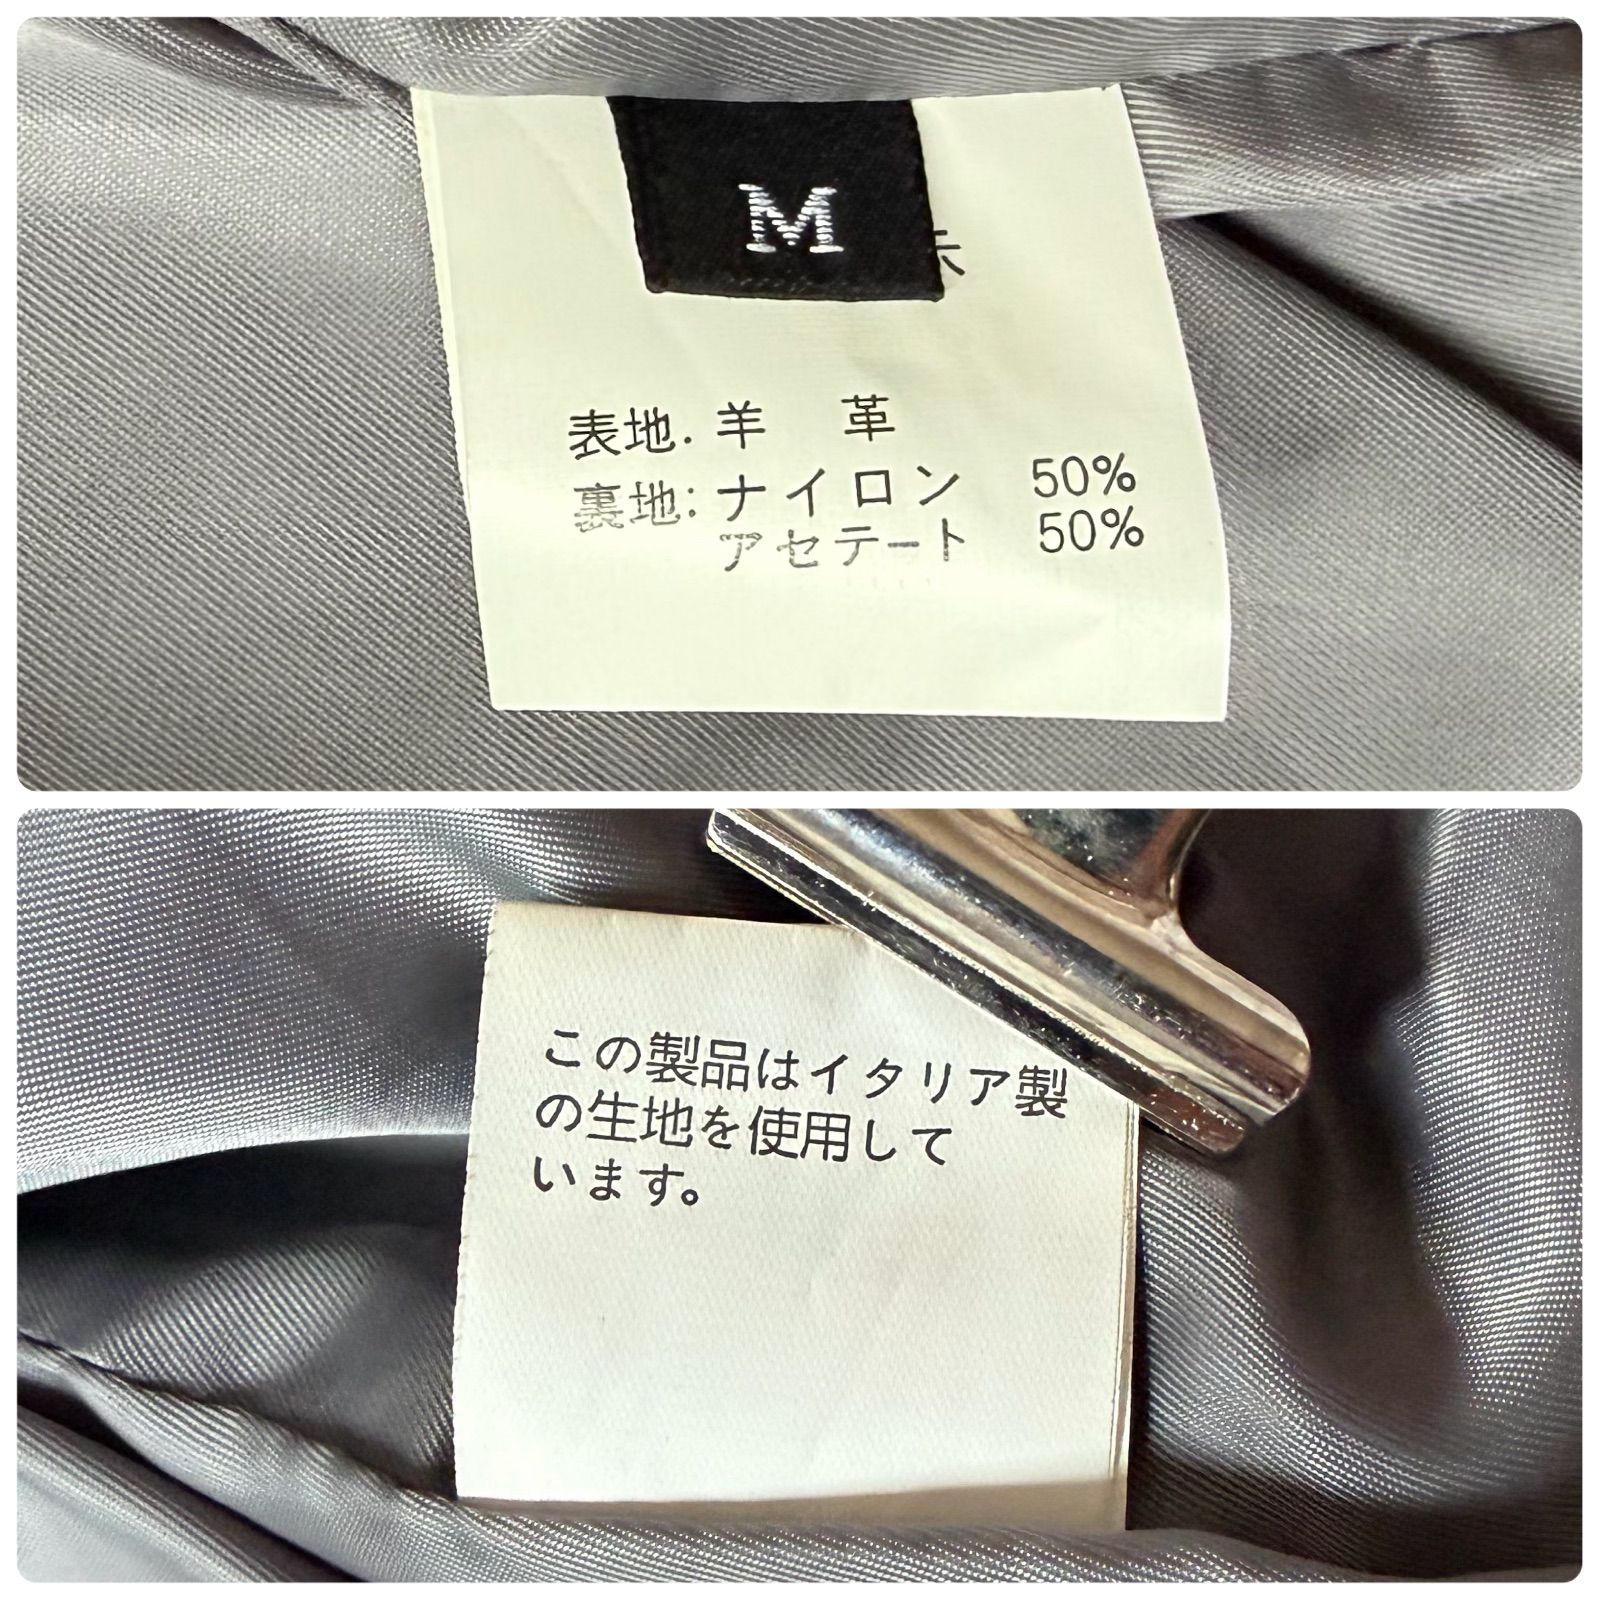 M
表地. 羊 革
裏地: ナイロン 50%
アセテート 50%
この製品はイタリア製
の生地を使用して
います。